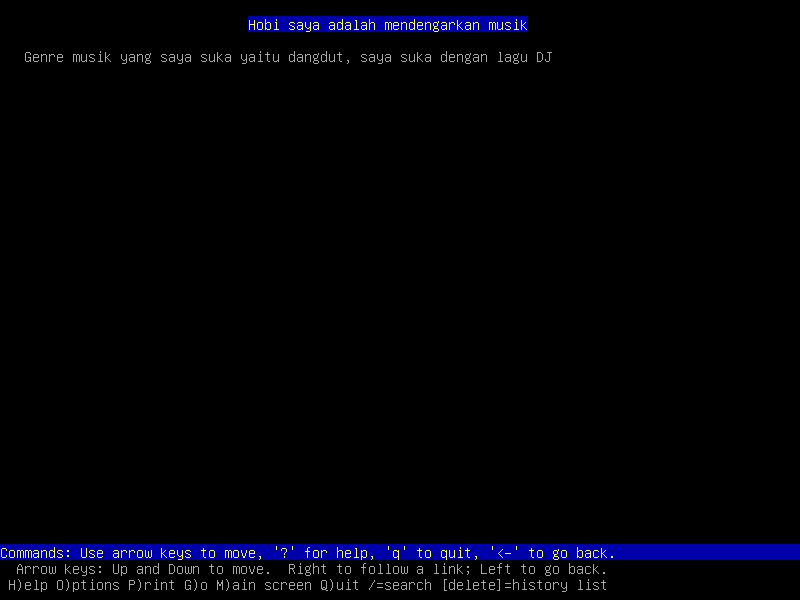 Hobi saya adalah mendengarkan musik
Genre musik yang saya suka yaitu dangdut, saya suka dengan lagu DJ
Commands: Use arrow keys to move, '?' for help, 'q' to quit, '<-' to go back.
Arrow keys: Up and Down to move.  Right to follow a link; Left to go back.
H)elp O)ptions P)rint G)o M)ain screen Q)uit /=search [delete]=history list